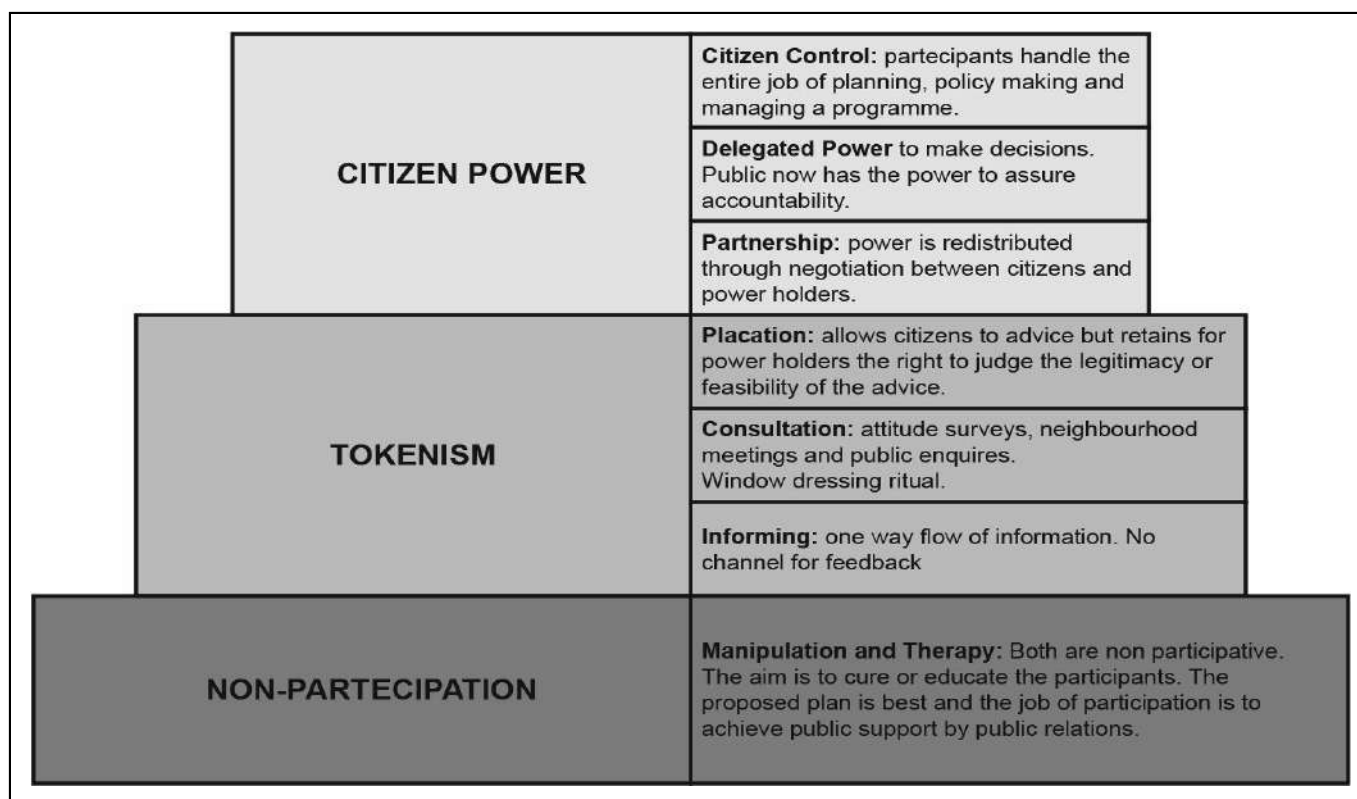 CITIZEN POWER
Citizen Control: partecipants handle the
entire job of planning, policy making and
managing a programme.
Delegated Power to make decisions.
Public now has the power to assure
accountability.
Partnership: power is redistributed
through negotiation between citizens and
power holders.
TOKENISM
Placation: allows citizens to advice but retains for
power holders the right to judge the legitimacy or
feasibility of the advice.
Consultation: attitude surveys, neighbourhood
meetings and public enquires.
Window dressing ritual.
Informing: one way flow of information. No
channel for feedback
NON-PARTECIPATION
Manipulation and Therapy: Both are non participative.
The aim is to cure or educate the participants. The
proposed plan is best and the job of participation is to
achieve public support by public relations.